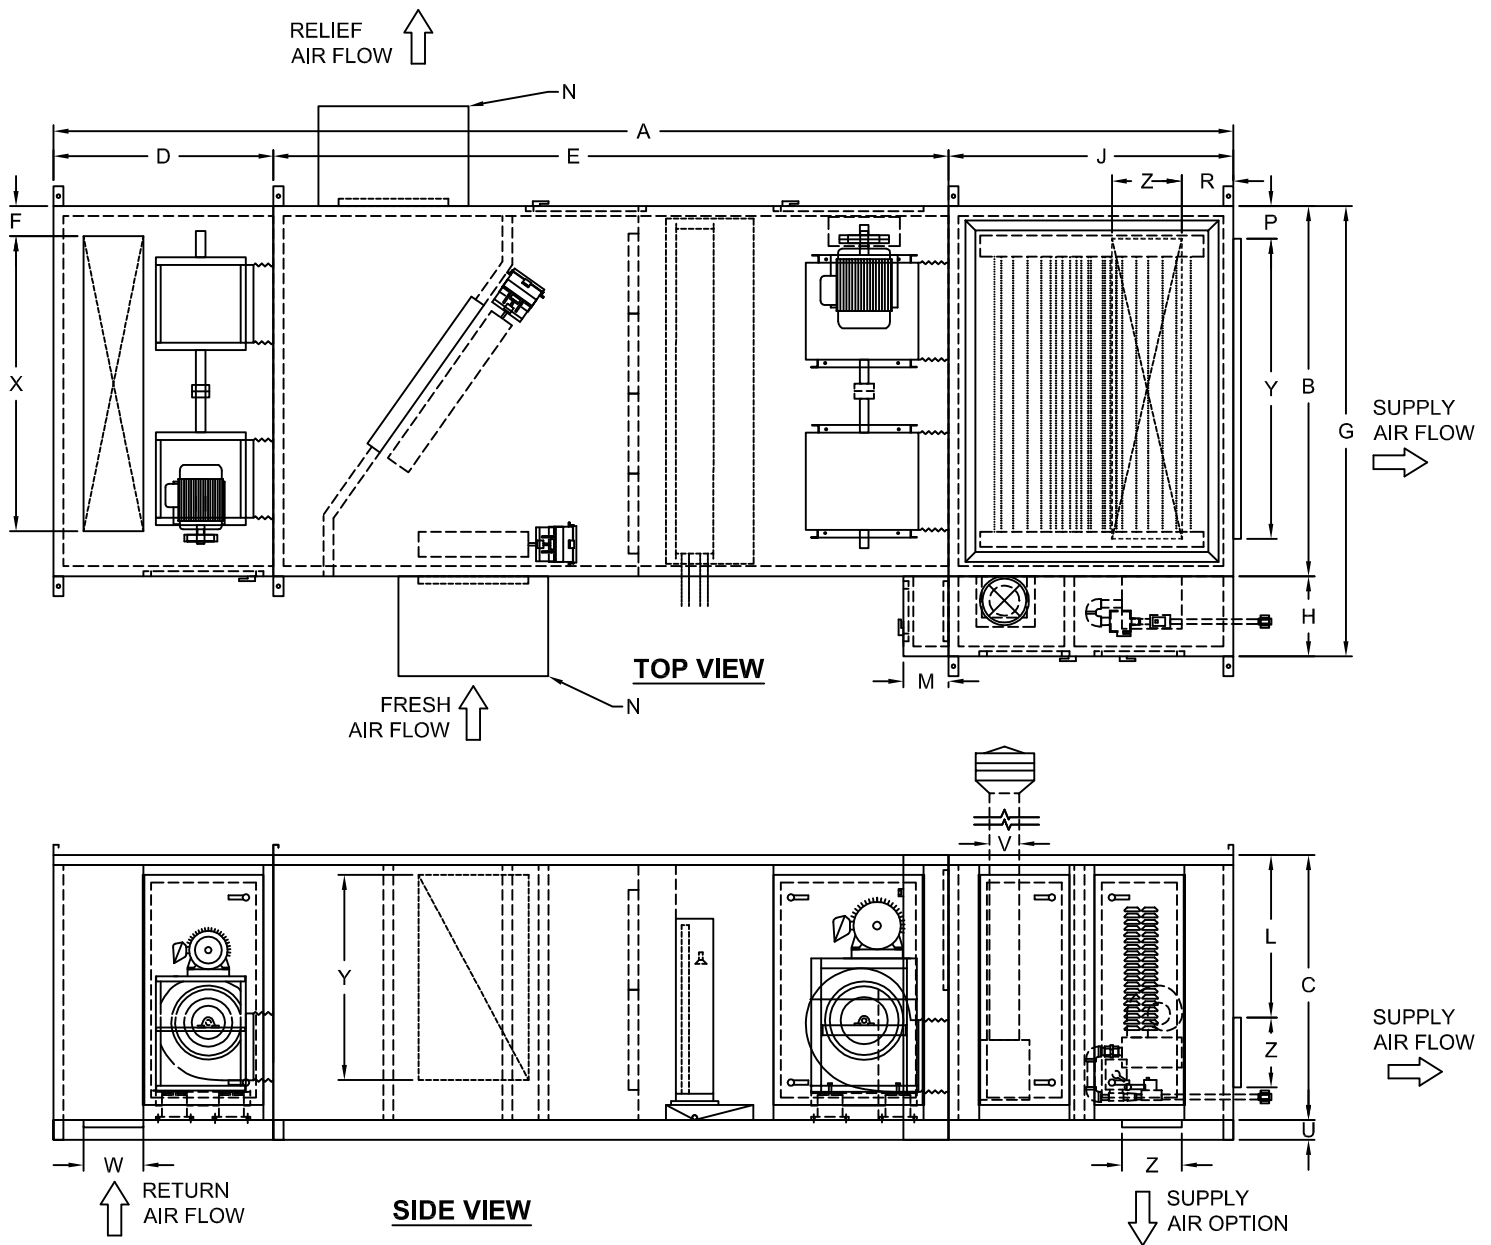 RELIEF
AIR FLOW
N
A
D
E
J
Z
R
F
P
X
Y
B
G
SUPPLY
AIR FLOW
H
TOP VIEW
M
FRESH
AIR FLOW
N
V
L
C
Y
Z
SUPPLY
AIR FLOW
U
W
Z
RETURN
AIR FLOW
SIDE VIEW
SUPPLY
AIR OPTION